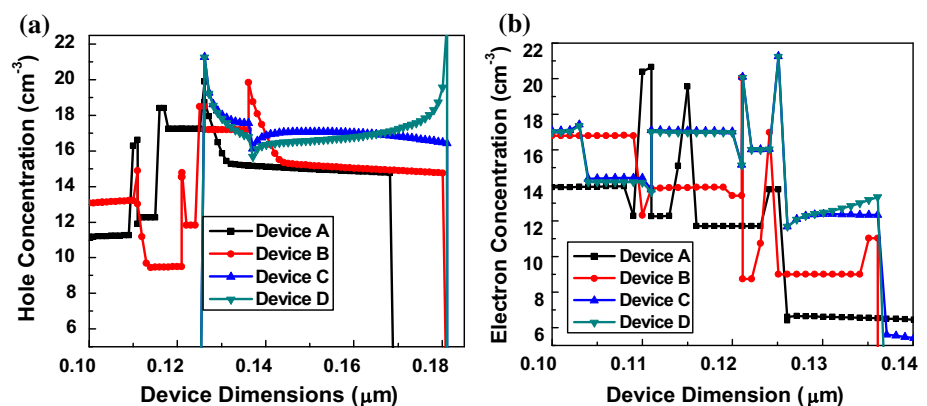 (a)
Hole Concentration (cm⁻³)
22
20
18
16
14
12
10
8
6
Device A
Device B
Device C
Device D
0.10
0.12
0.14
0.16
0.18
Device Dimensions (μm)
(b)
Electron Concentration (cm⁻³)
22
20
18
16
14
12
10
8
6
Device A
Device B
Device C
Device D
0.10
0.11
0.12
0.13
0.14
Device Dimension (μm)